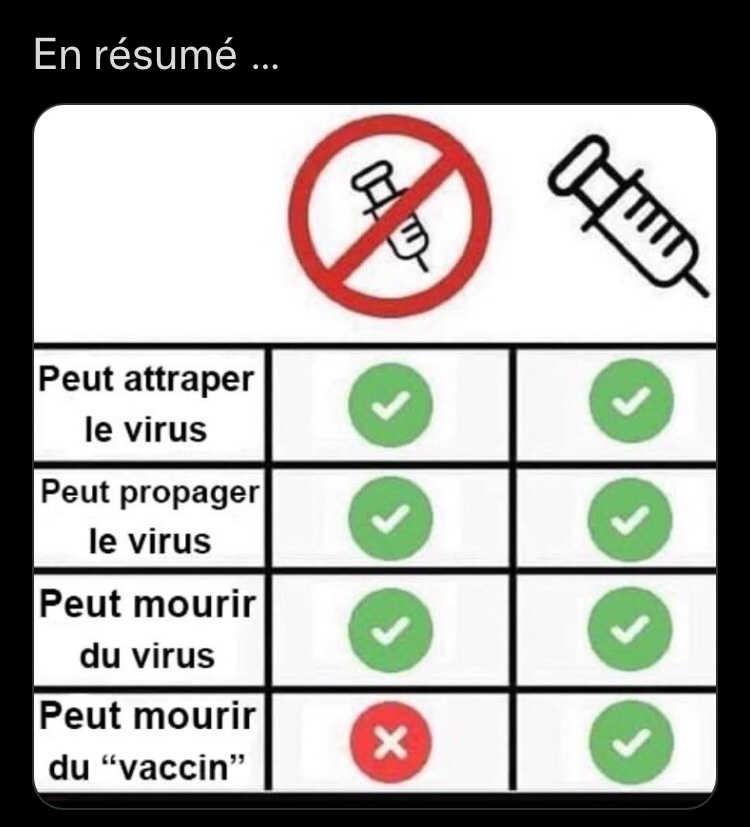 En résumé ...
Peut attraper
le virus
Peut propager
le virus
Peut mourir
du virus
Peut mourir
du “vaccin”